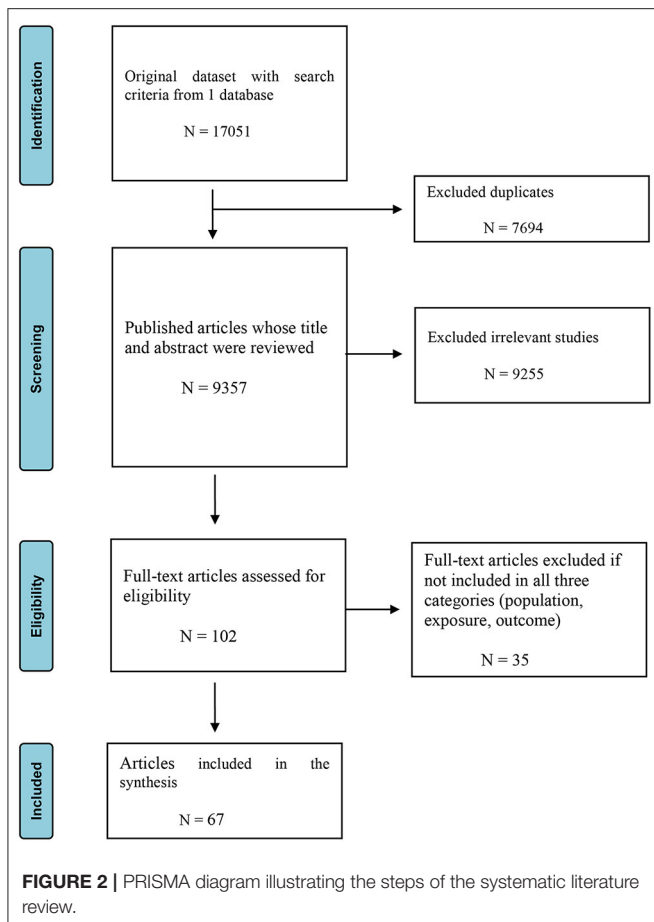 Identification
Original dataset with search
criteria from 1 database
N = 17051
Excluded duplicates
N = 7694
Screening
Published articles whose title
and abstract were reviewed
N = 9357
Excluded irrelevant studies
N = 9255
Eligibility
Full-text articles assessed for
eligibility
N = 102
Full-text articles excluded if
not included in all three
categories (population,
exposure, outcome)
N = 35
Included
Articles included in the
synthesis
N = 67
FIGURE 2 | PRISMA diagram illustrating the steps of the systematic literature
review.